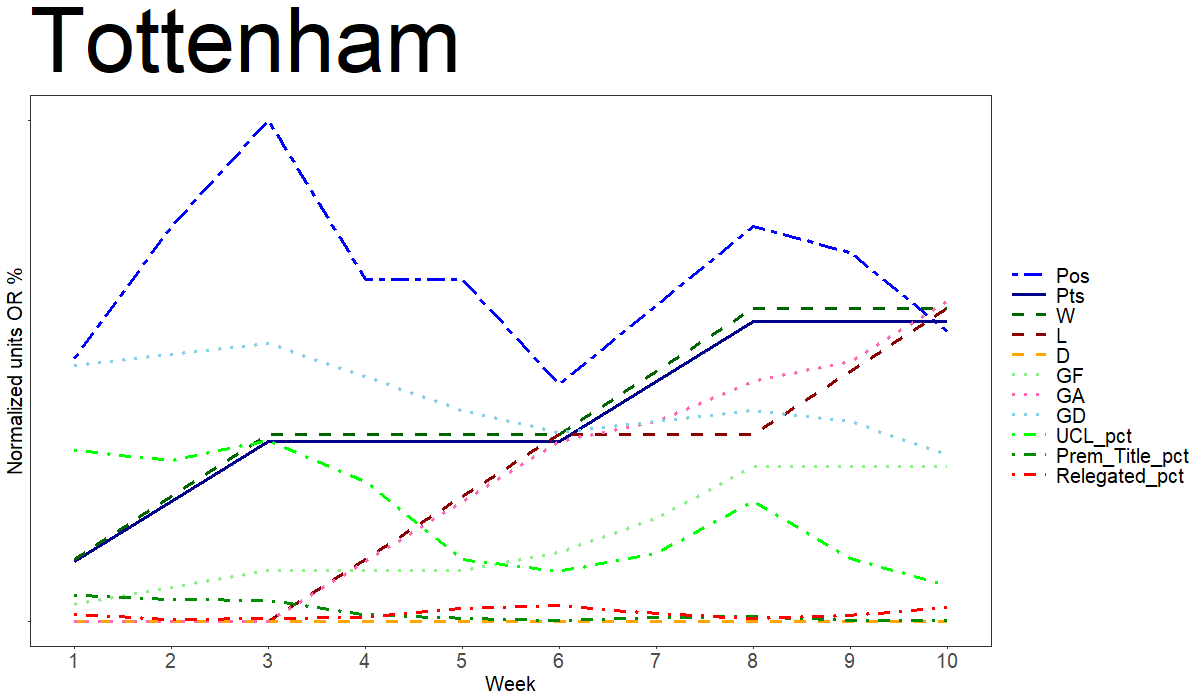 Tottenham
Normalized units OR %
Pos
Pts
W
L
D
GF
GA
GD
UCL_pct
Prem_Title_pct
Relegated_pct
1 2 3 4 5 6 7 8 9 10
Week